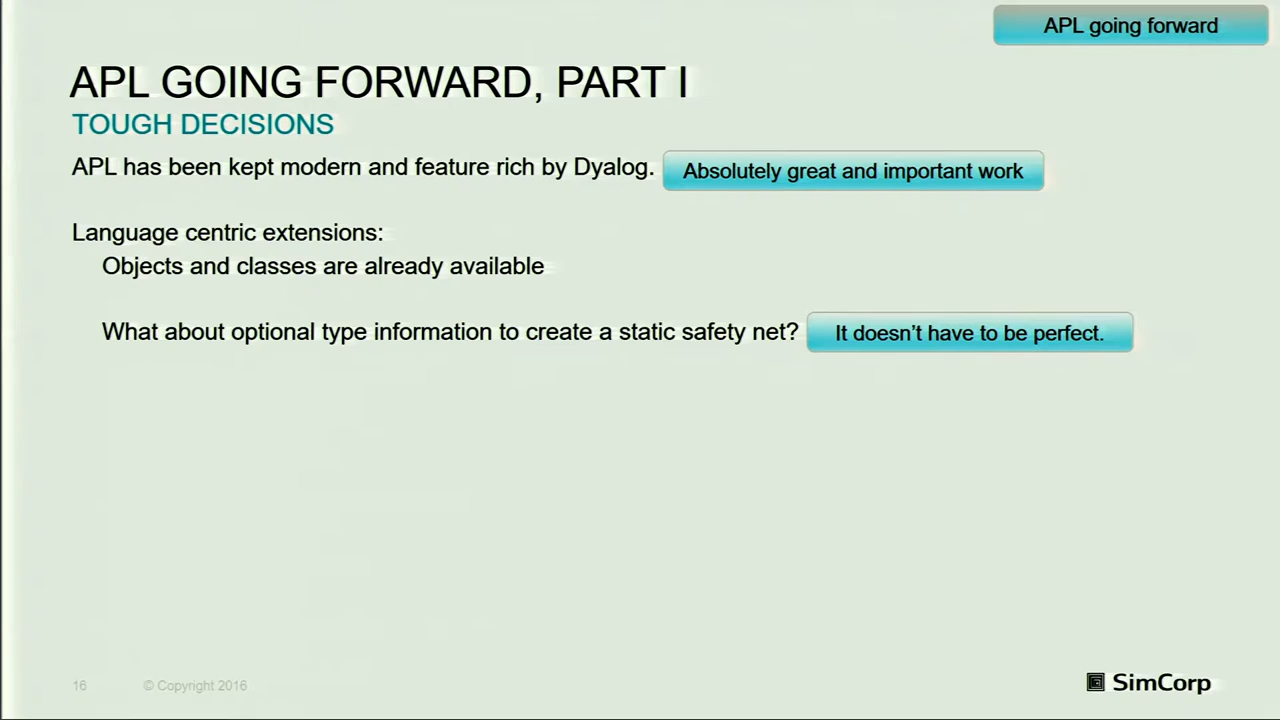 APL going forward
APL GOING FORWARD, PART I
TOUGH DECISIONS
APL has been kept modern and feature rich by Dyalog. Absolutely great and important work
Language centric extensions:
Objects and classes are already available
What about optional type information to create a static safety net? It doesn’t have to be perfect.
16 © Copyright 2016 SimCorp